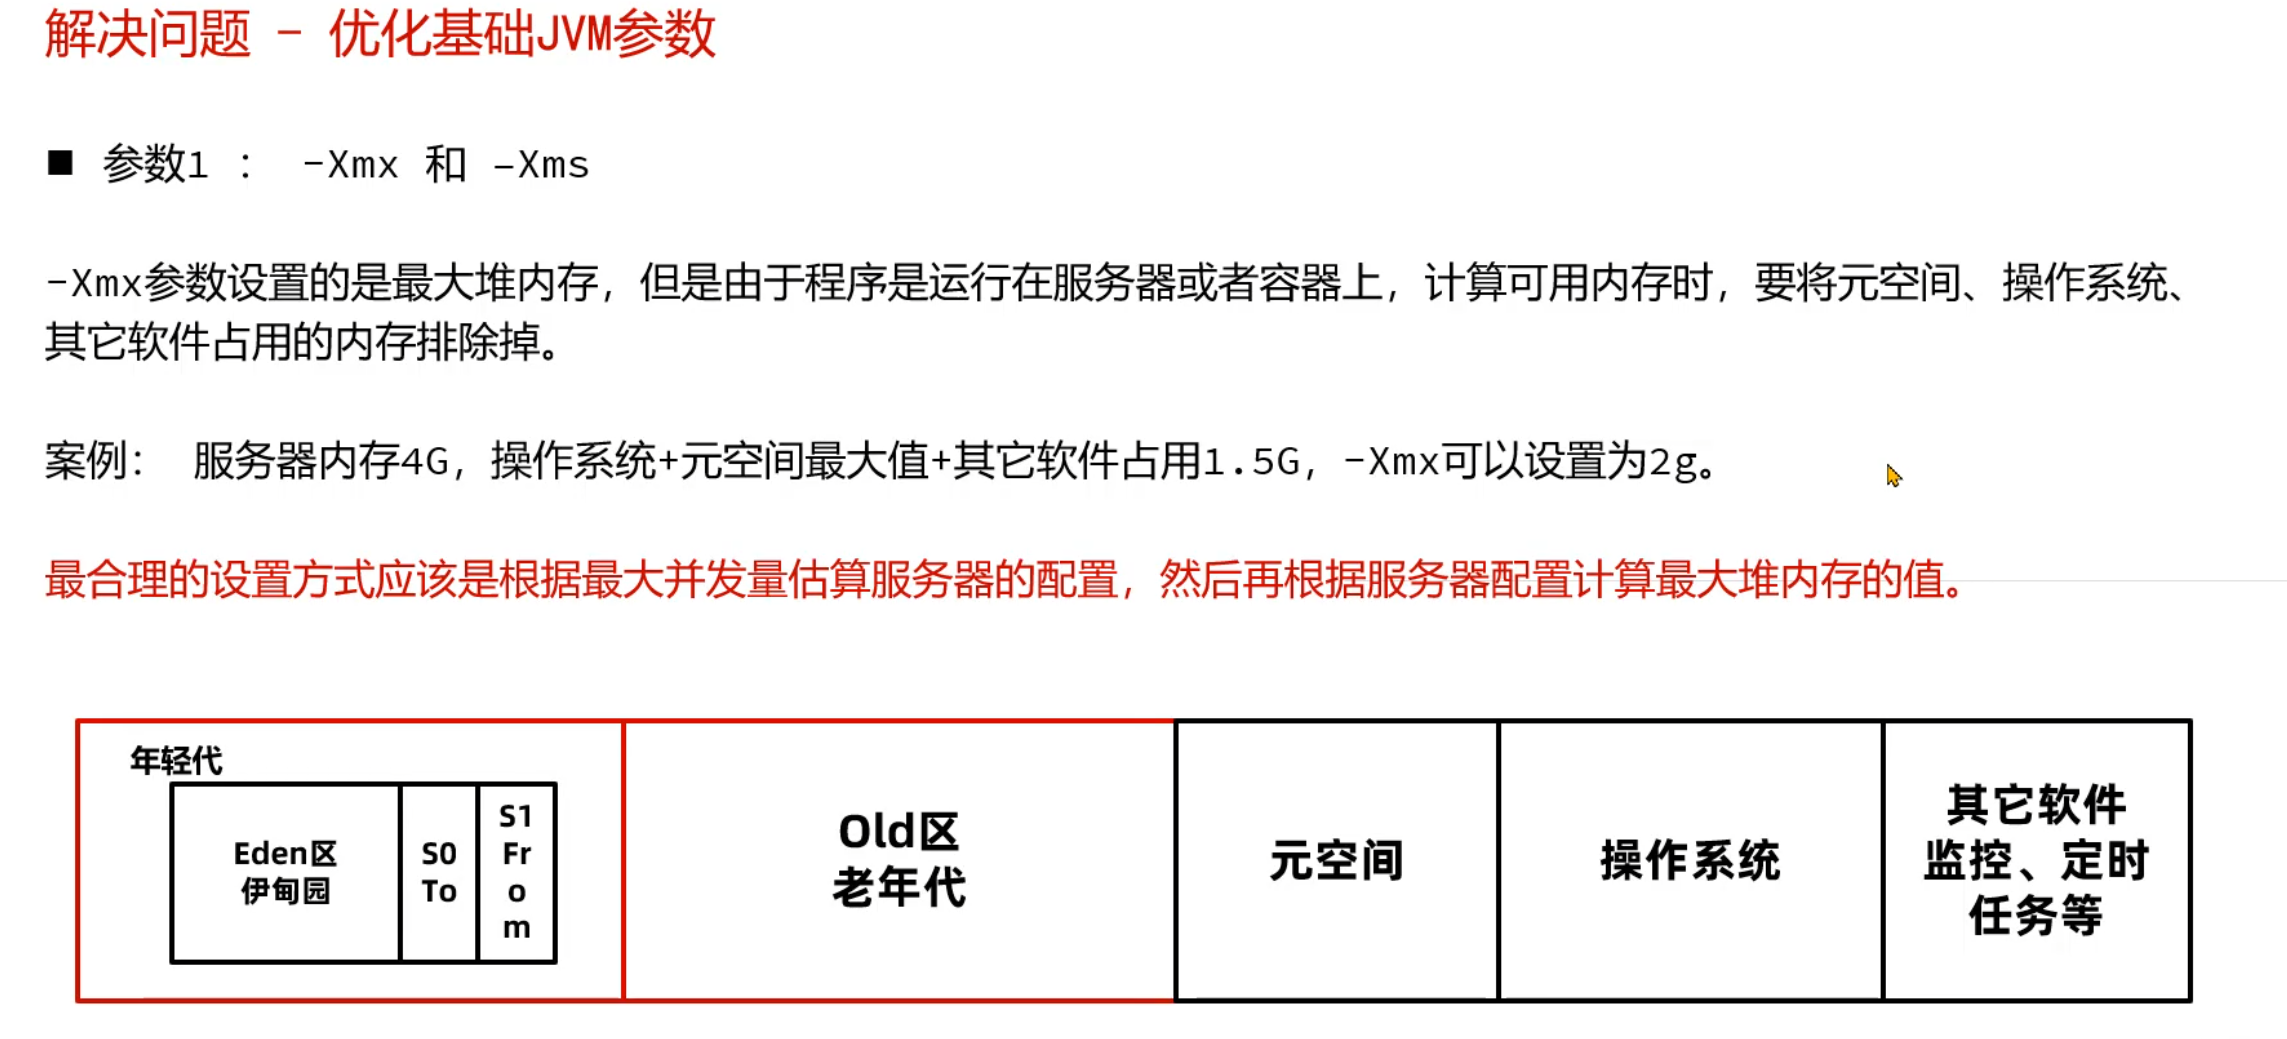 解决问题 - 优化基础JVM参数
■ 参数1 ： -Xmx 和 –Xms
-Xmx参数设置的是最大堆内存，但是由于程序是运行在服务器或者容器上，计算可用内存时，要将元空间、操作系统、
其它软件占用的内存排除掉。
案例： 服务器内存4G，操作系统+元空间最大值+其它软件占用1.5G，-Xmx可以设置为2g。
最合理的设置方式应该是根据最大并发量估算服务器的配置，然后再根据服务器配置计算最大堆内存的值。
年轻代
Eden区
伊甸园
S0
To
S1
Fr
o
m
Old区
老年代
元空间
操作系统
其它软件
监控、定时
任务等